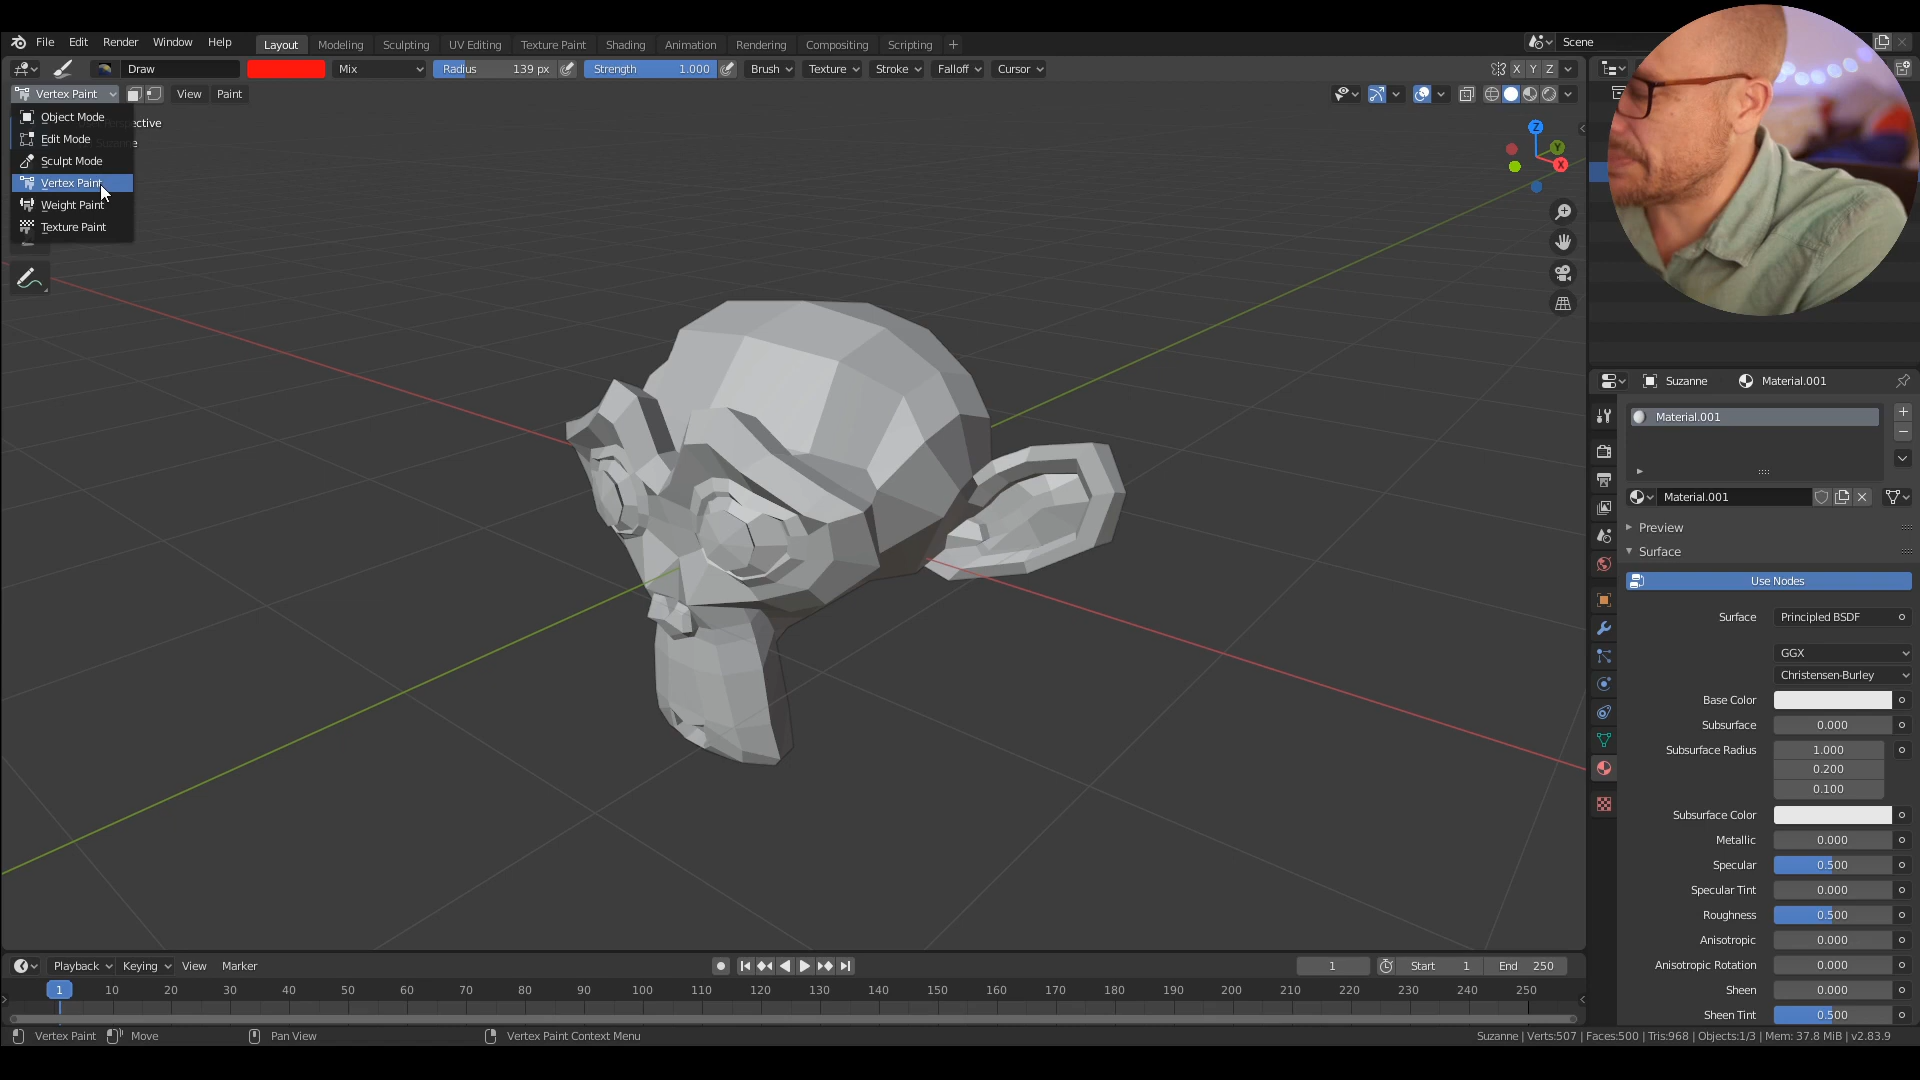 File Edit Render Window Help
Layout Modeling Sculpting UV Editing Texture Paint Shading Animation Rendering Compositing Scripting +
Scene
Draw Mix Radius 139 px Strength 1.000 Brush Texture Stroke Falloff Cursor X Y Z
Vertex Paint View Paint
Object Mode
Edit Mode
Sculpt Mode
Vertex Paint
Weight Paint
Texture Paint
Z
Y
X
Suzanne Material.001
Material.001
Material.001
Preview
Surface
Use Nodes
Surface Principled BSDF
GGX
Christensen-Burley
Base Color
Subsurface 0.000
Subsurface Radius 1.000
0.200
0.100
Subsurface Color
Metallic 0.000
Specular 0.500
Specular Tint 0.000
Roughness 0.500
Anisotropic 0.000
Anisotropic Rotation 0.000
Sheen 0.000
Sheen Tint 0.500
Playback Keying View Marker 1 Start 1 End 250
1 10 20 30 40 50 60 70 80 90 100 110 120 130 140 150 160 170 180 190 200 210 220 230 240 250
Vertex Paint Move Pan View Vertex Paint Context Menu Suzanne | Verts:507 | Faces:500 | Tris:968 | Objects:1/3 | Mem: 37.8 MiB | v2.83.9